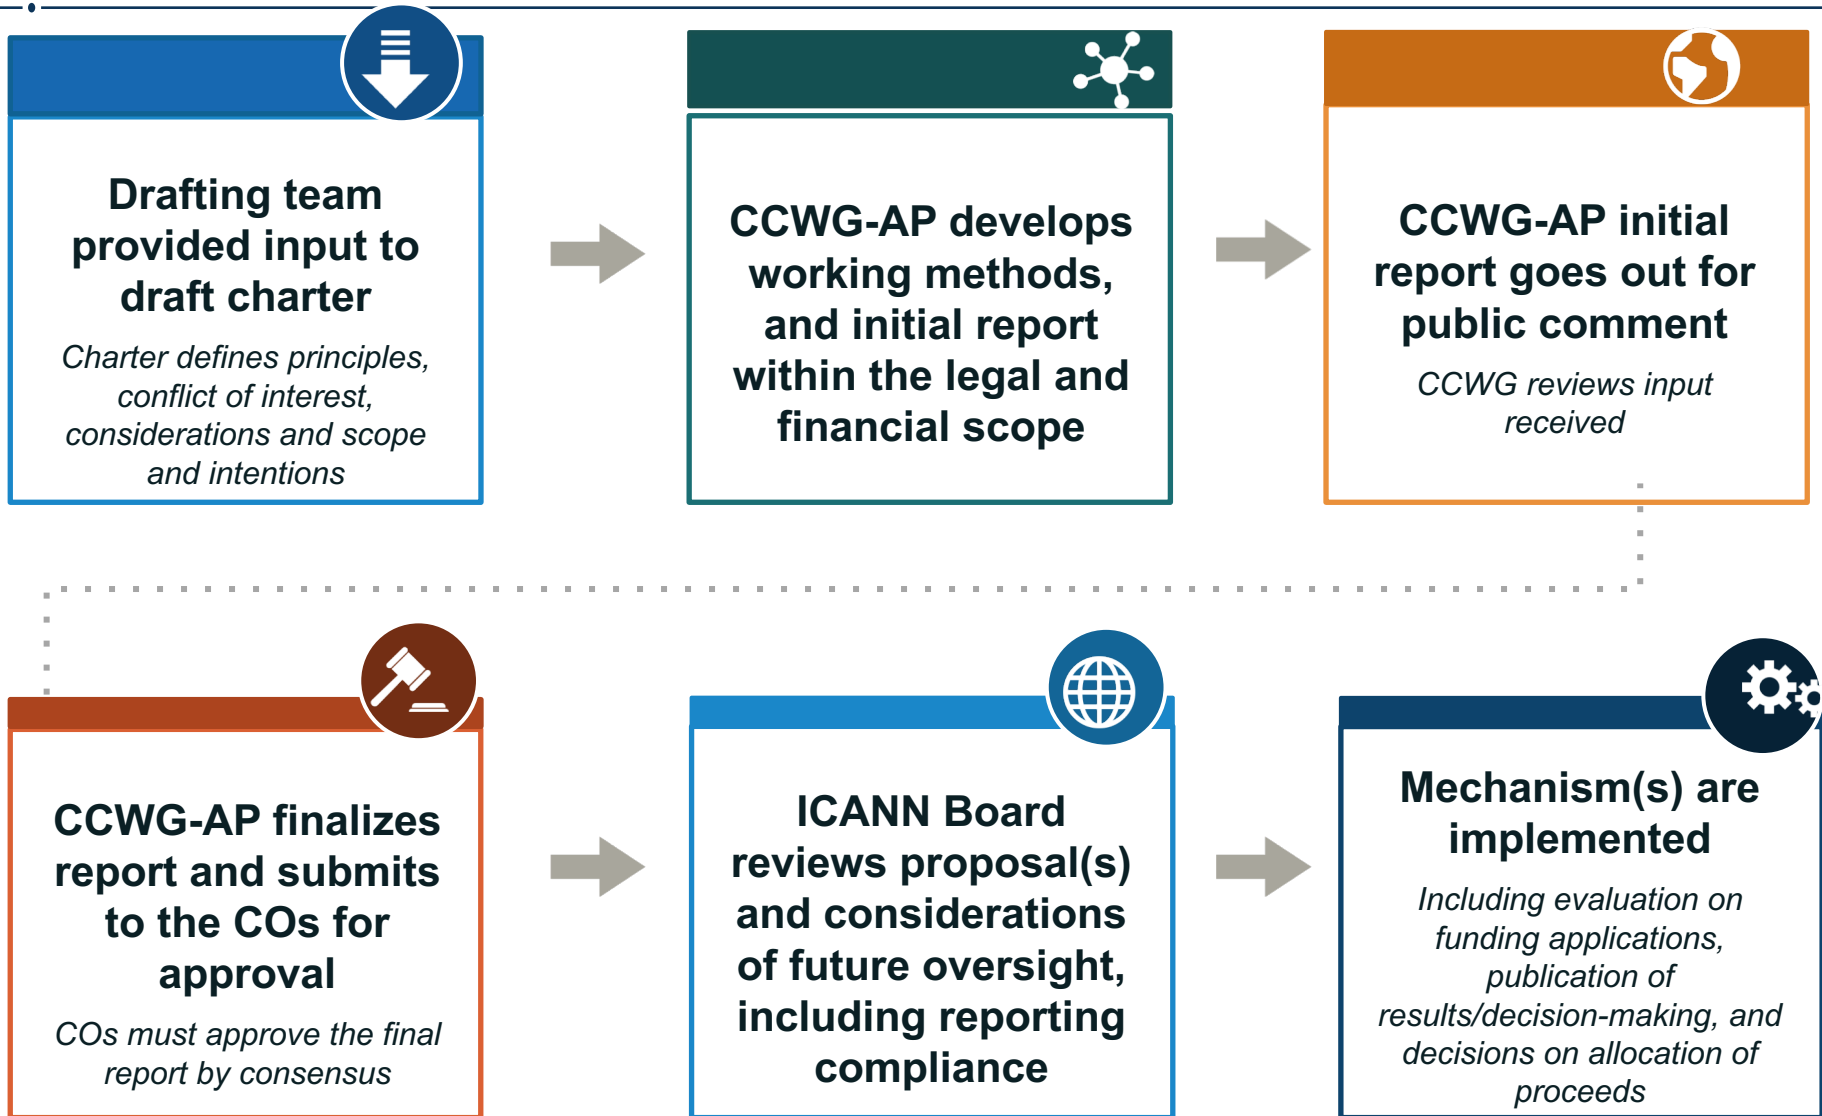 Drafting team
provided input to
draft charter
Charter defines principles,
conflict of interest,
considerations and scope
and intentions
CCWG-AP develops
working methods,
and initial report
within the legal and
financial scope
CCWG-AP initial
report goes out for
public comment
CCWG reviews input
received
CCWG-AP finalizes
report and submits
to the COs for
approval
COs must approve the final
report by consensus
ICANN Board
reviews proposal(s)
and considerations
of future oversight,
including reporting
compliance
Mechanism(s) are
implemented
Including evaluation on
funding applications,
publication of
results/decision-making, and
decisions on allocation of
proceeds